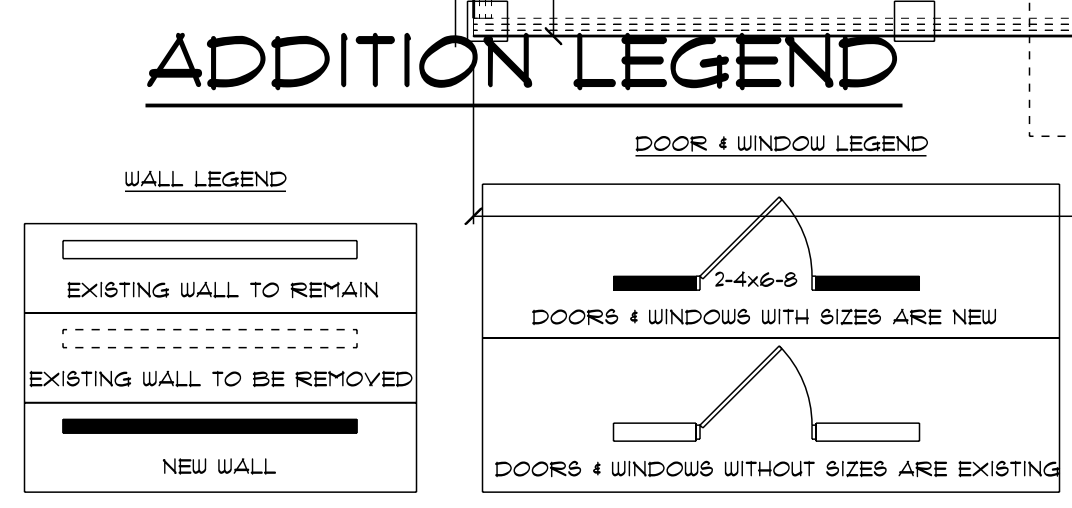 ADDITION LEGEND
DOOR & WINDOW LEGEND
WALL LEGEND
EXISTING WALL TO REMAIN
EXISTING WALL TO BE REMOVED
NEW WALL
2-4x6-8
DOORS & WINDOWS WITH SIZES ARE NEW
DOORS & WINDOWS WITHOUT SIZES ARE EXISTING